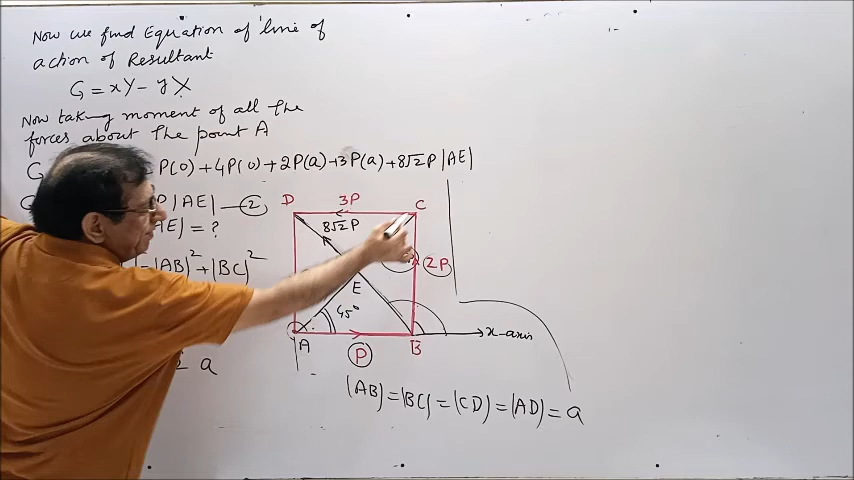 Now we find Equation of line of
action of Resultant
G = xY - yX
Now taking moment of all the
forces about the point A
G P(0) + 4P(0) + 2P(a) + 3P(a) + 8√2P |AE|
G P |AE| — 2
AE| = ?
= |AB|² + |BC|²
2 a
D 3P C
8√2P
2P
E
45°
A B x-axis
P
|AB| = |BC| = |CD| = |AD| = a